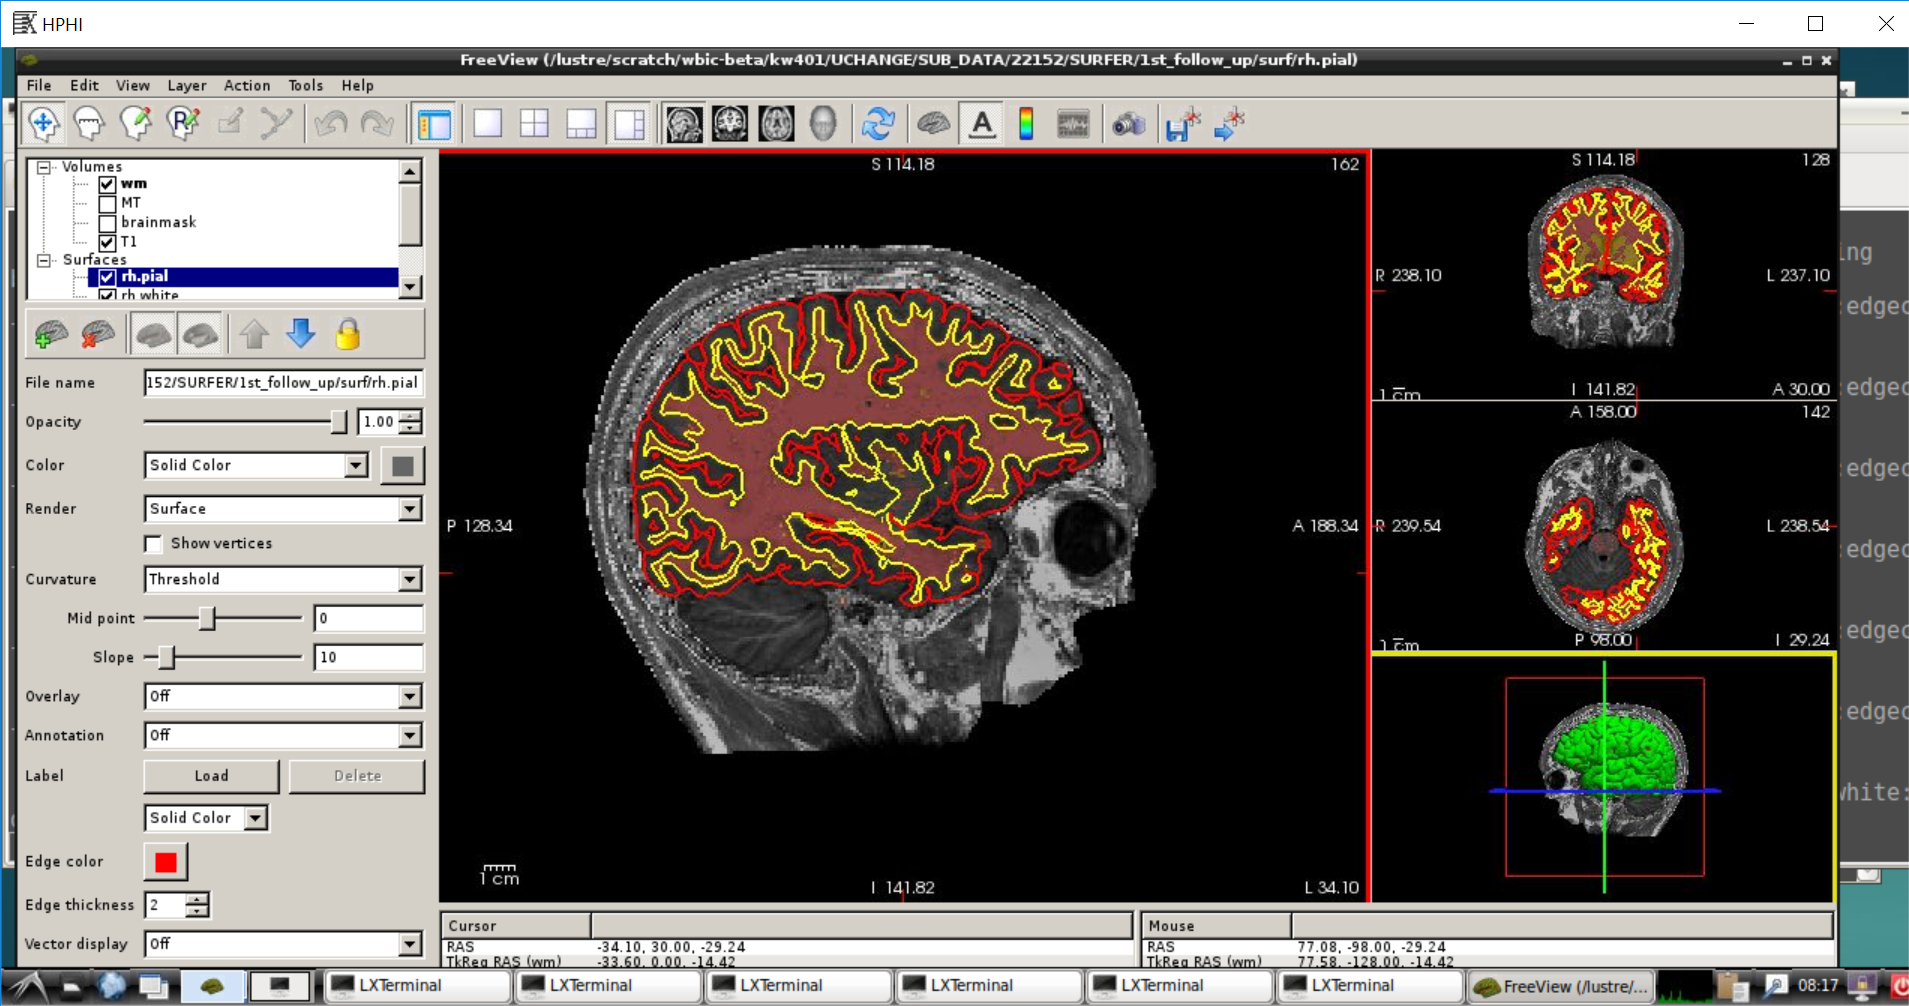 HPHI
FreeView (/lustre/scratch/wbic-beta/kw401/UCHANGE/SUB_DATA/22152/SURFER/1st_follow_up/surf/rh.pial)
File Edit View Layer Action Tools Help
Volumes
wm
MT
brainmask
T1
Surfaces
rh.pial
rh.white
File name 152/SURFER/1st_follow_up/surf/rh.pial
Opacity 1.00
Color Solid Color
Render Surface
Show vertices
Curvature Threshold
Mid point 0
Slope 10
Overlay Off
Annotation Off
Label Load Delete
Solid Color
Edge color
Edge thickness 2
Vector display Off
S 114.18 162
P 128.34 A 188.34
1 cm
I 141.82 L 34.10
S 114.18 128
R 238.10 L 237.10
1 cm I 141.82 A 30.00
A 158.00 142
R 239.54 L 238.54
1 cm P 98.00 I 29.24
Cursor
RAS -34.10, 30.00, -29.24
TkReg RAS (wm) -33.60, 0.00, -14.42
Mouse
RAS 77.08, -98.00, -29.24
TkReg RAS (wm) 77.58, -128.00, -14.42
ing
:edgec
:edgec
:edgec
:edgec
:edgec
:edgec
white:
LXTerminal LXTerminal LXTerminal LXTerminal LXTerminal LXTerminal FreeView (/lustre/... 08:17